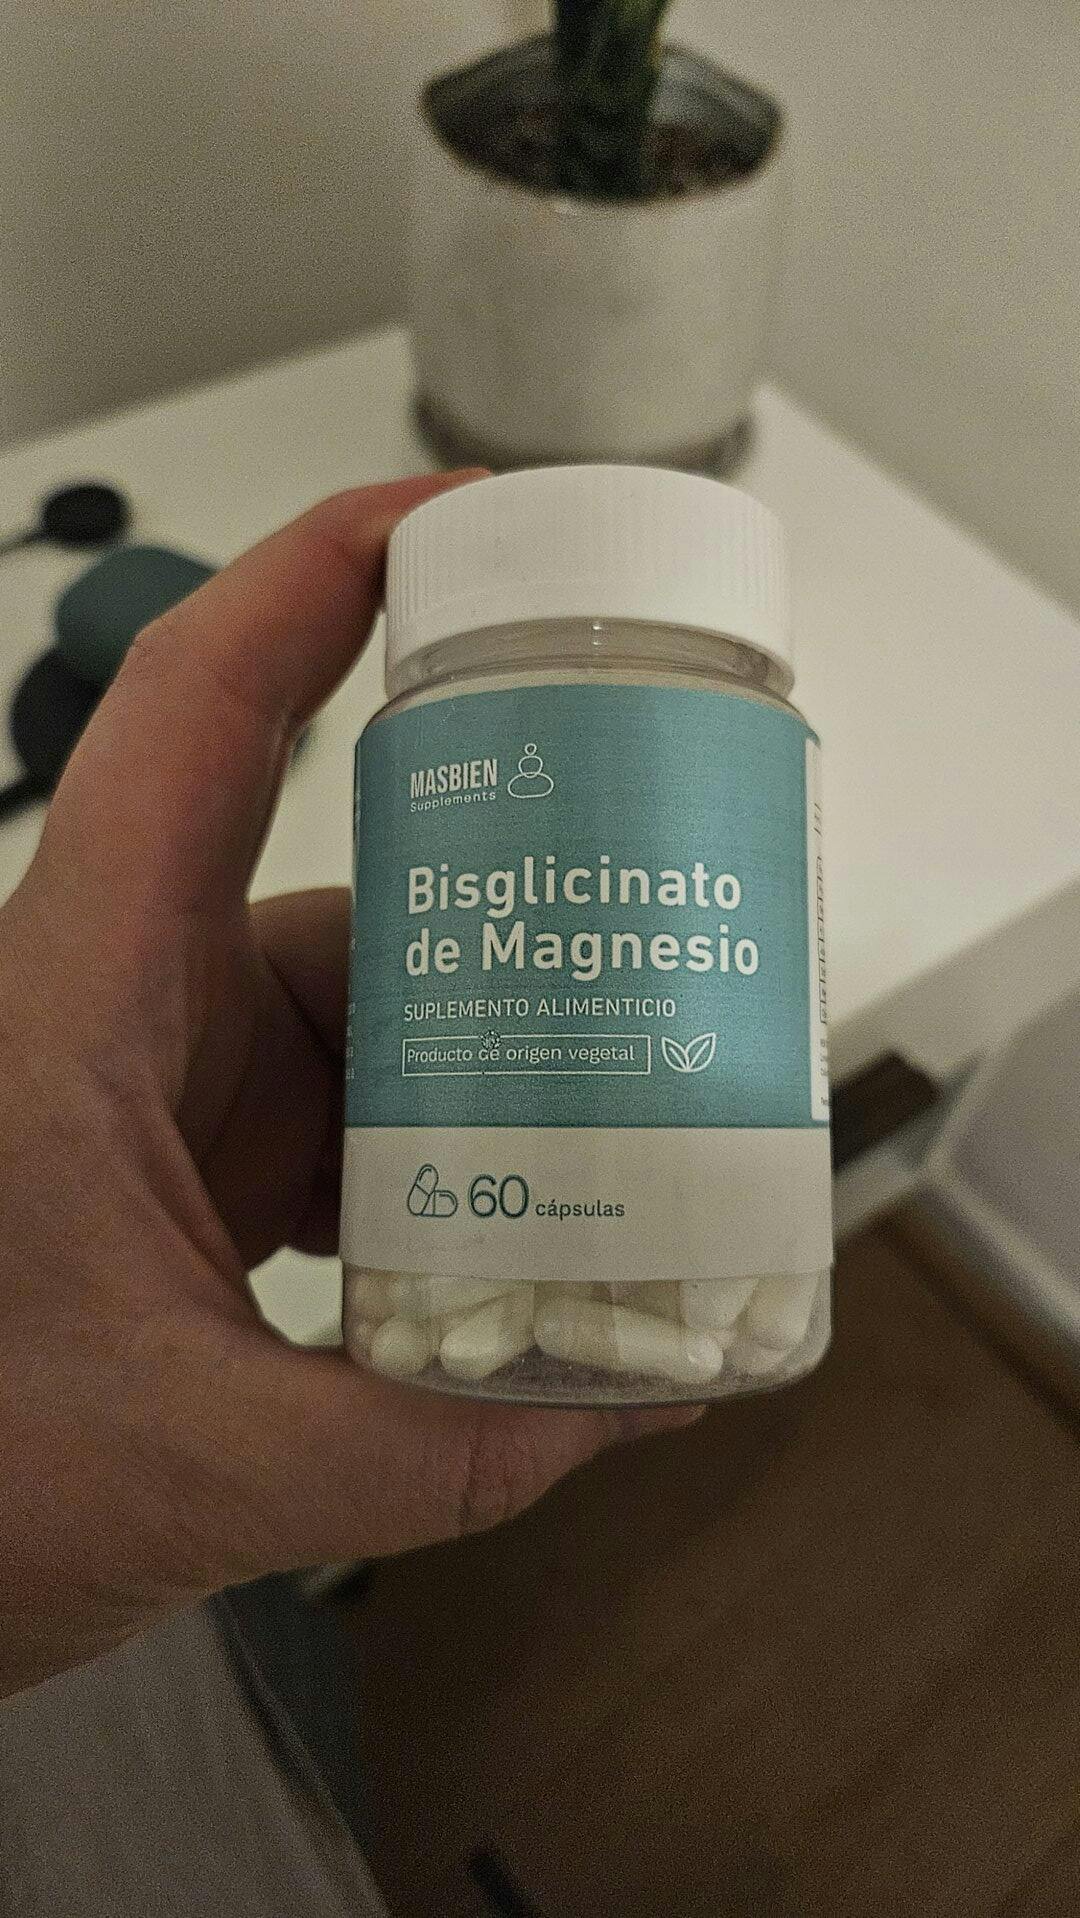 MASBIEN
Supplements
Bisglicinato
de Magnesio
SUPLEMENTO ALIMENTICIO
Producto de origen vegetal
60 cápsulas